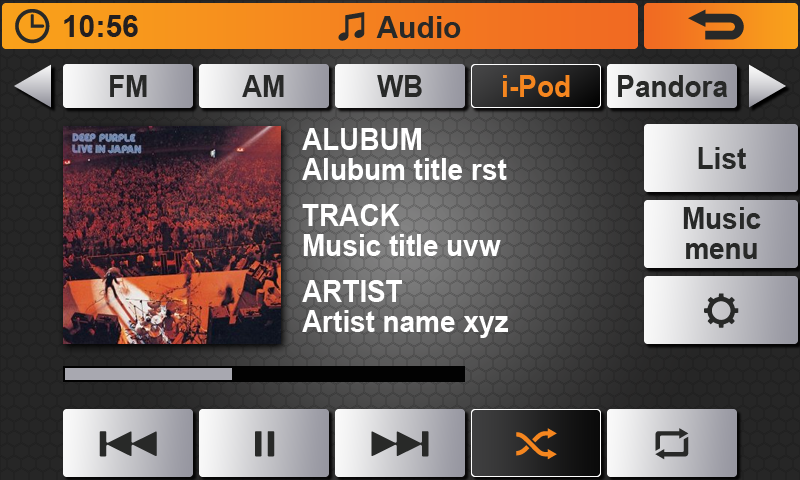 10:56
Audio
FM
AM
WB
i-Pod
Pandora
DEEP PURPLE
LIVE IN JAPAN
ALUBUM
Alubum title rst
TRACK
Music title uvw
ARTIST
Artist name xyz
List
Music
menu